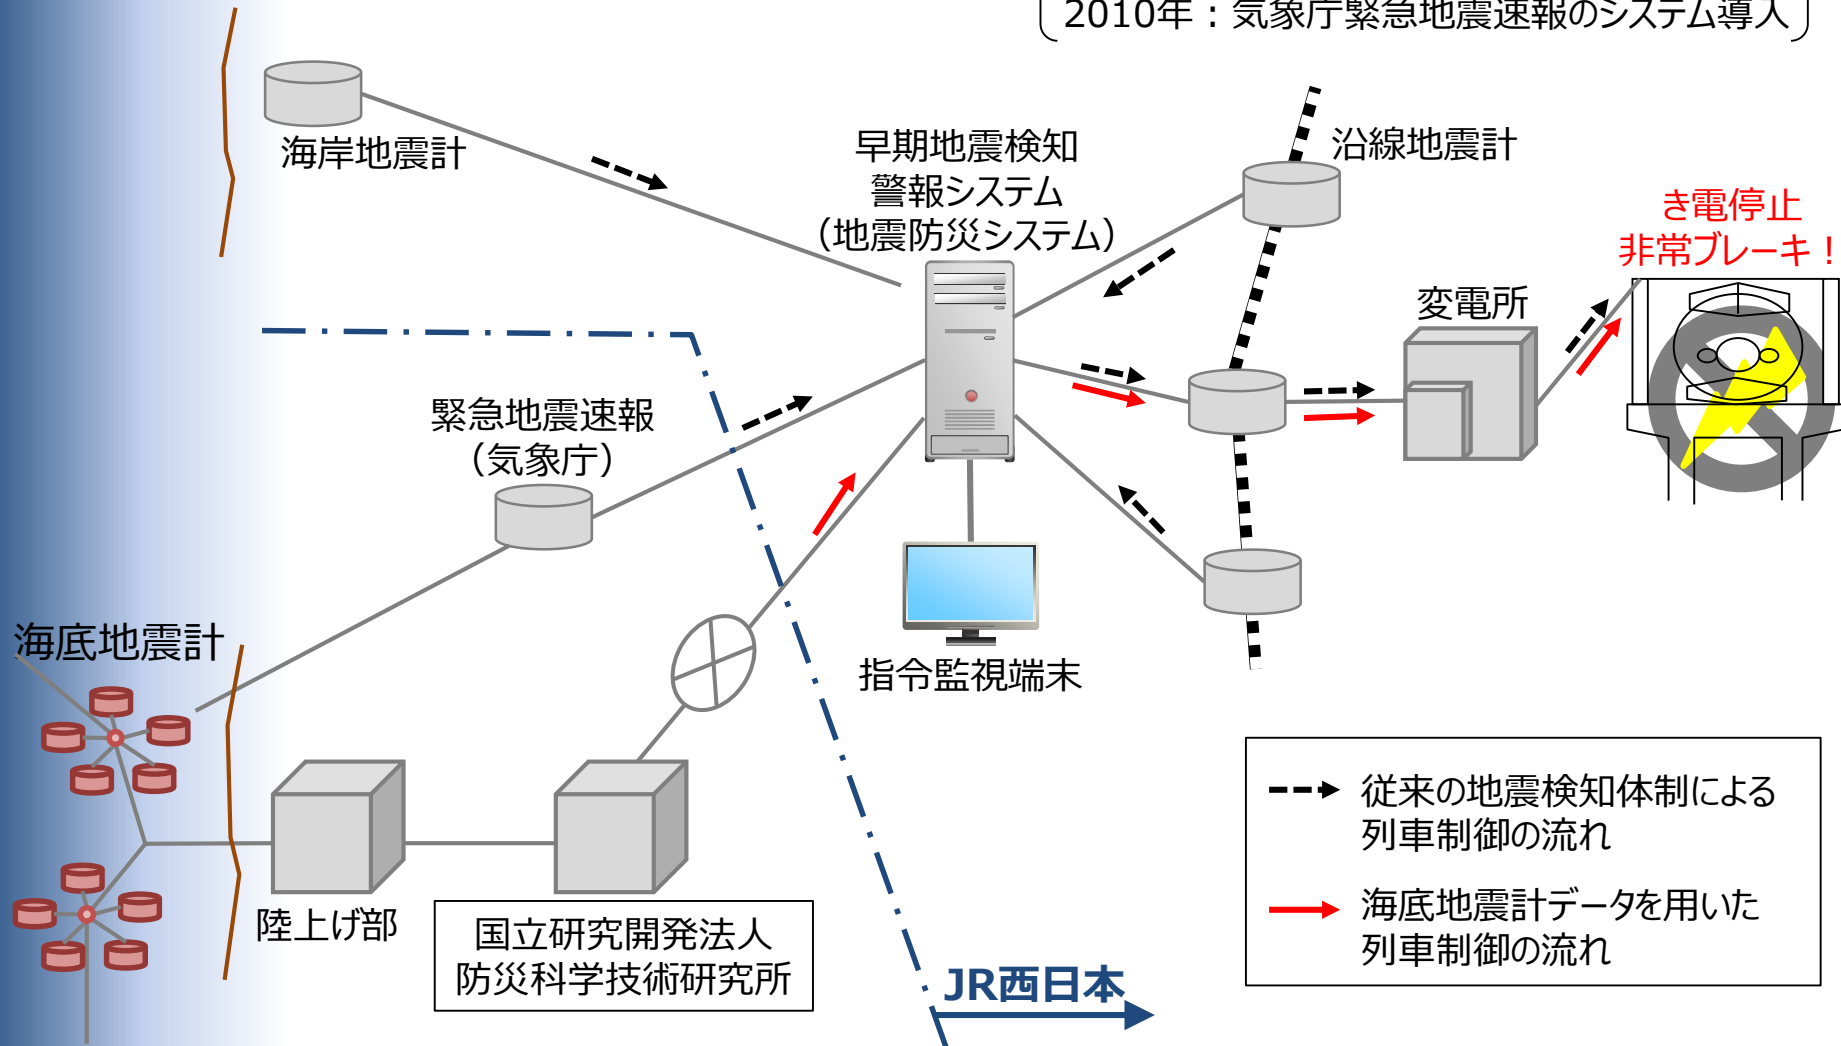 2010年：気象庁緊急地震速報のシステム導入
海岸地震計
早期地震検知
警報システム
（地震防災システム）
沿線地震計
き電停止
非常ブレーキ！
変電所
緊急地震速報
（気象庁）
海底地震計
指令監視端末
陸上げ部
国立研究開発法人
防災科学技術研究所
JR西日本
従来の地震検知体制による
列車制御の流れ
海底地震計データを用いた
列車制御の流れ